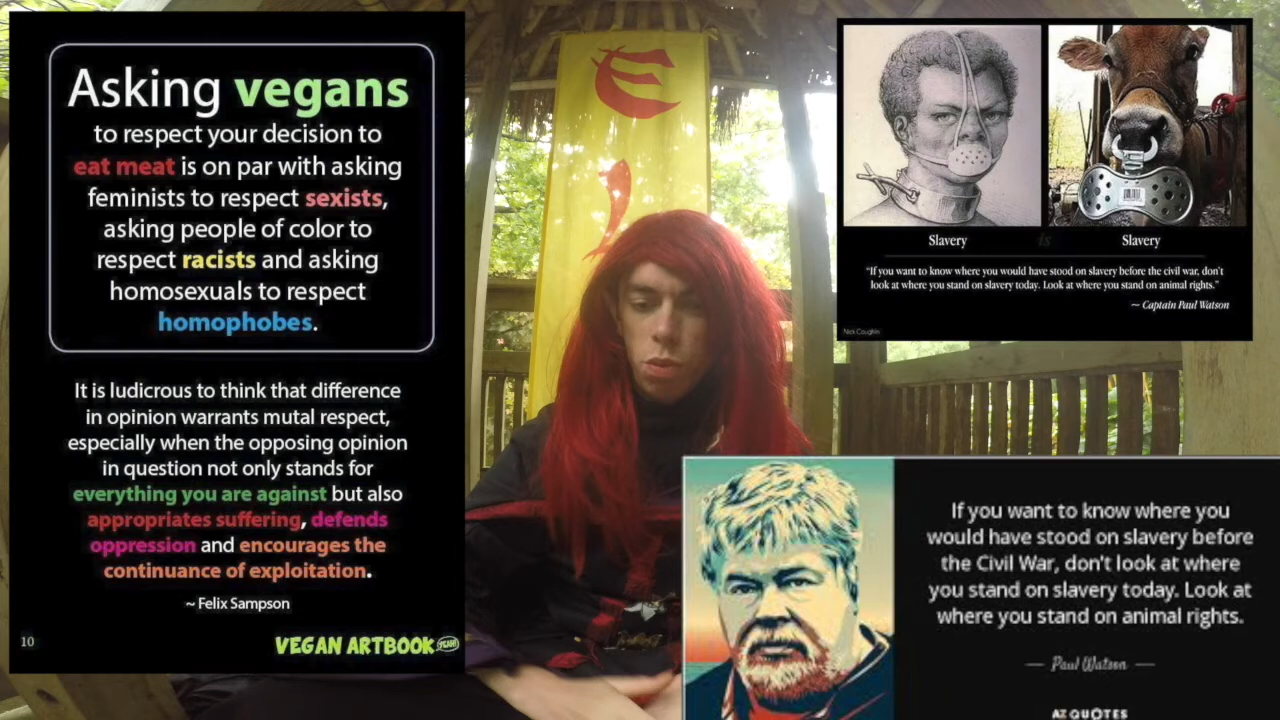 Asking vegans
to respect your decision to
eat meat is on par with asking
feminists to respect sexists,
asking people of color to
respect racists and asking
homosexuals to respect
homophobes.
It is ludicrous to think that difference
in opinion warrants mutal respect,
especially when the opposing opinion
in question not only stands for
everything you are against but also
appropriates suffering, defends
oppression and encourages the
continuance of exploitation.
~ Felix Sampson
10
VEGAN ARTBOOK
Slavery is Slavery
“If you want to know where you would have stood on slavery before the civil war, don't
look at where you stand on slavery today. Look at where you stand on animal rights.”
~ Captain Paul Watson
Nick Coughlin
If you want to know where you
would have stood on slavery before
the Civil War, don't look at where
you stand on slavery today. Look at
where you stand on animal rights.
— Paul Watson —
AZ QUOTES